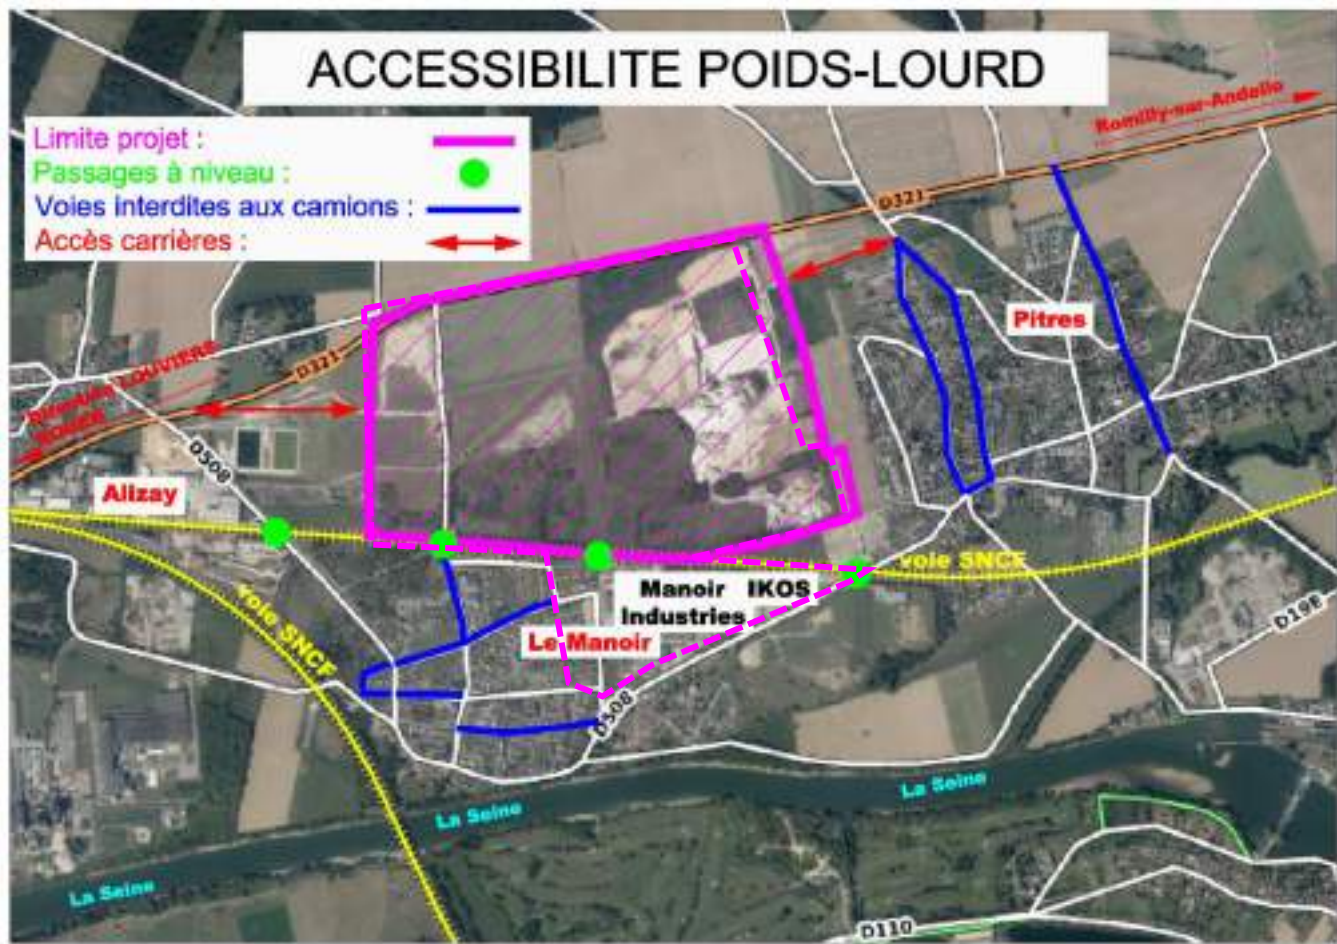 ACCESSIBILITE POIDS-LOURD
Limite projet :
Passages à niveau :
Voies interdites aux camions :
Accès carrières :
Romilly-sur-Andelle
D321
Pitres
D321
LOUVIERS
D508
Alizay
voie SNCF
voie SNCF
Manoir IKOS
Industries
Le Manoir
D19E
D508
La Seine
La Seine
La Seine
D110